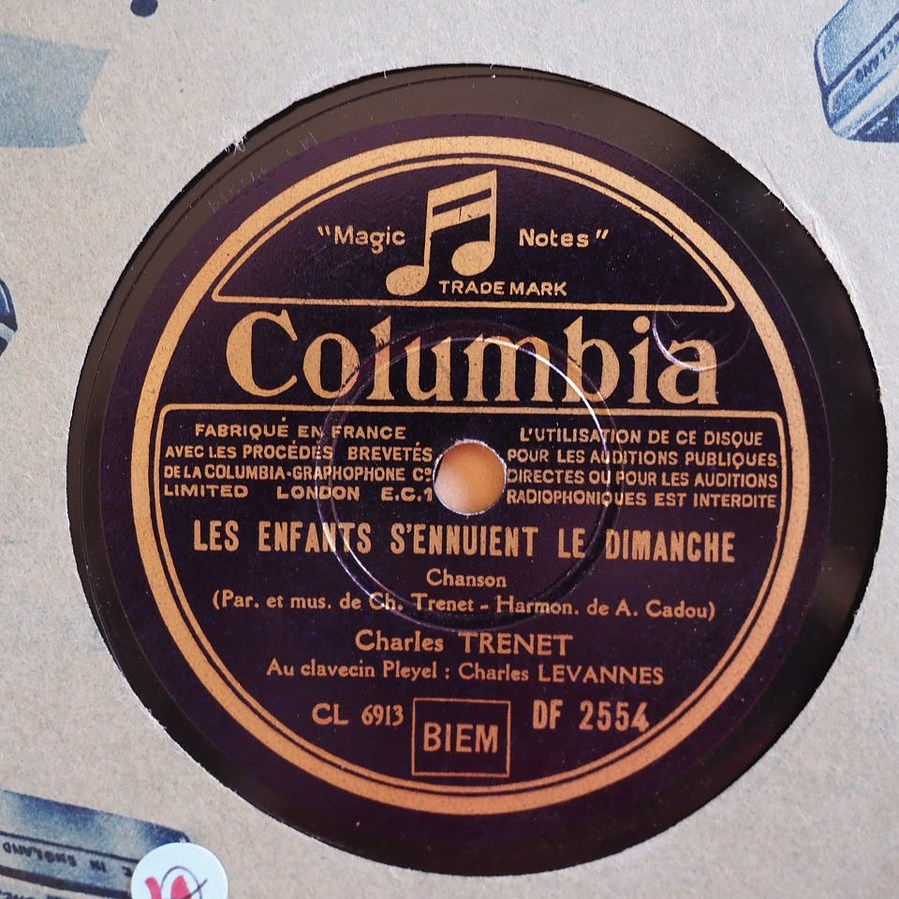 "Magic Notes"
TRADE MARK
Columbia
FABRIQUÉ EN FRANCE
AVEC LES PROCÉDÉS BREVETÉS
DE LA COLUMBIA-GRAPHOPHONE Cº
LIMITED LONDON E.C.1
L'UTILISATION DE CE DISQUE
POUR LES AUDITIONS PUBLIQUES
DIRECTES OU POUR LES AUDITIONS
RADIOPHONIQUES EST INTERDITE
LES ENFANTS S'ENNUIENT LE DIMANCHE
Chanson
(Par. et mus. de Ch. Trenet - Harmon. de A. Cadou)
Charles TRENET
Au clavecin Pleyel : Charles LEVANNES
CL 6913 BIEM DF 2554
IN ENGLAND